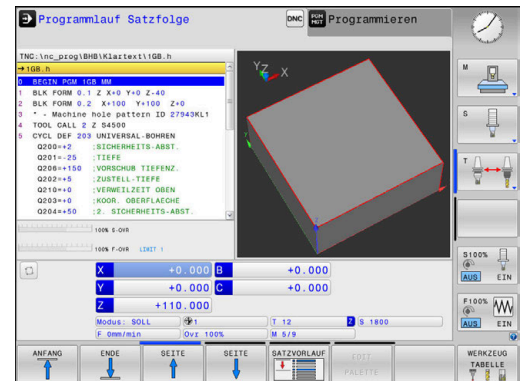 Programmlauf Satzfolge
DNC
PGM MGT
Programmieren
TNC:\nc_prog\BHB\Klartext\1GB.h
→1GB.h
0 BEGIN PGM 1GB MM
1 BLK FORM 0.1 Z X+0 Y+0 Z-40
2 BLK FORM 0.2 X+100 Y+100 Z+0
3 * - Machine hole pattern ID 27943KL1
4 TOOL CALL 2 Z S4500
5 CYCL DEF 203 UNIVERSAL-BOHREN
Q200=+2 ;SICHERHEITS-ABST.
Q201=-25 ;TIEFE
Q206=+150 ;VORSCHUB TIEFENZ.
Q202=+5 ;ZUSTELL-TIEFE
Q210=+0 ;VERWEILZEIT OBEN
Q203=+0 ;KOOR. OBERFLAECHE
Q204=+50 ;2. SICHERHEITS-ABST.
100% S-OVR
100% F-OVR LIMIT 1
Y Z X
M
S
T
S100%
AUS EIN
F100%
AUS EIN
X +0.000 B +0.000
Y +0.000 C +0.000
Z +110.000
Modus: SOLL 1 T 12 Z S 1800
F 0mm/min Ovr 100% M 5/9
ANFANG
ENDE
SEITE
SEITE
SATZVORLAUF
EDIT PALETTE
WERKZEUG TABELLE